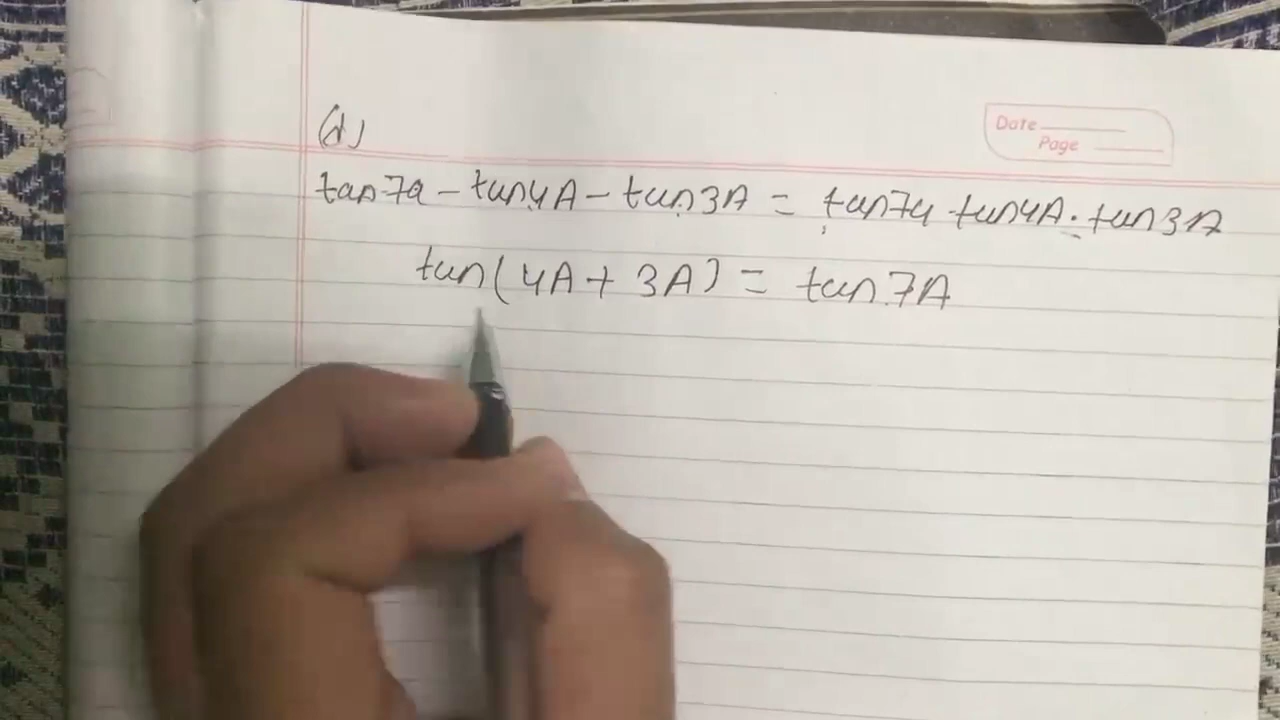 (d)
Date
Page
tan7a - tan4A - tan3A = tan7a tan4A . tan3A
tan(4A + 3A) = tan7A